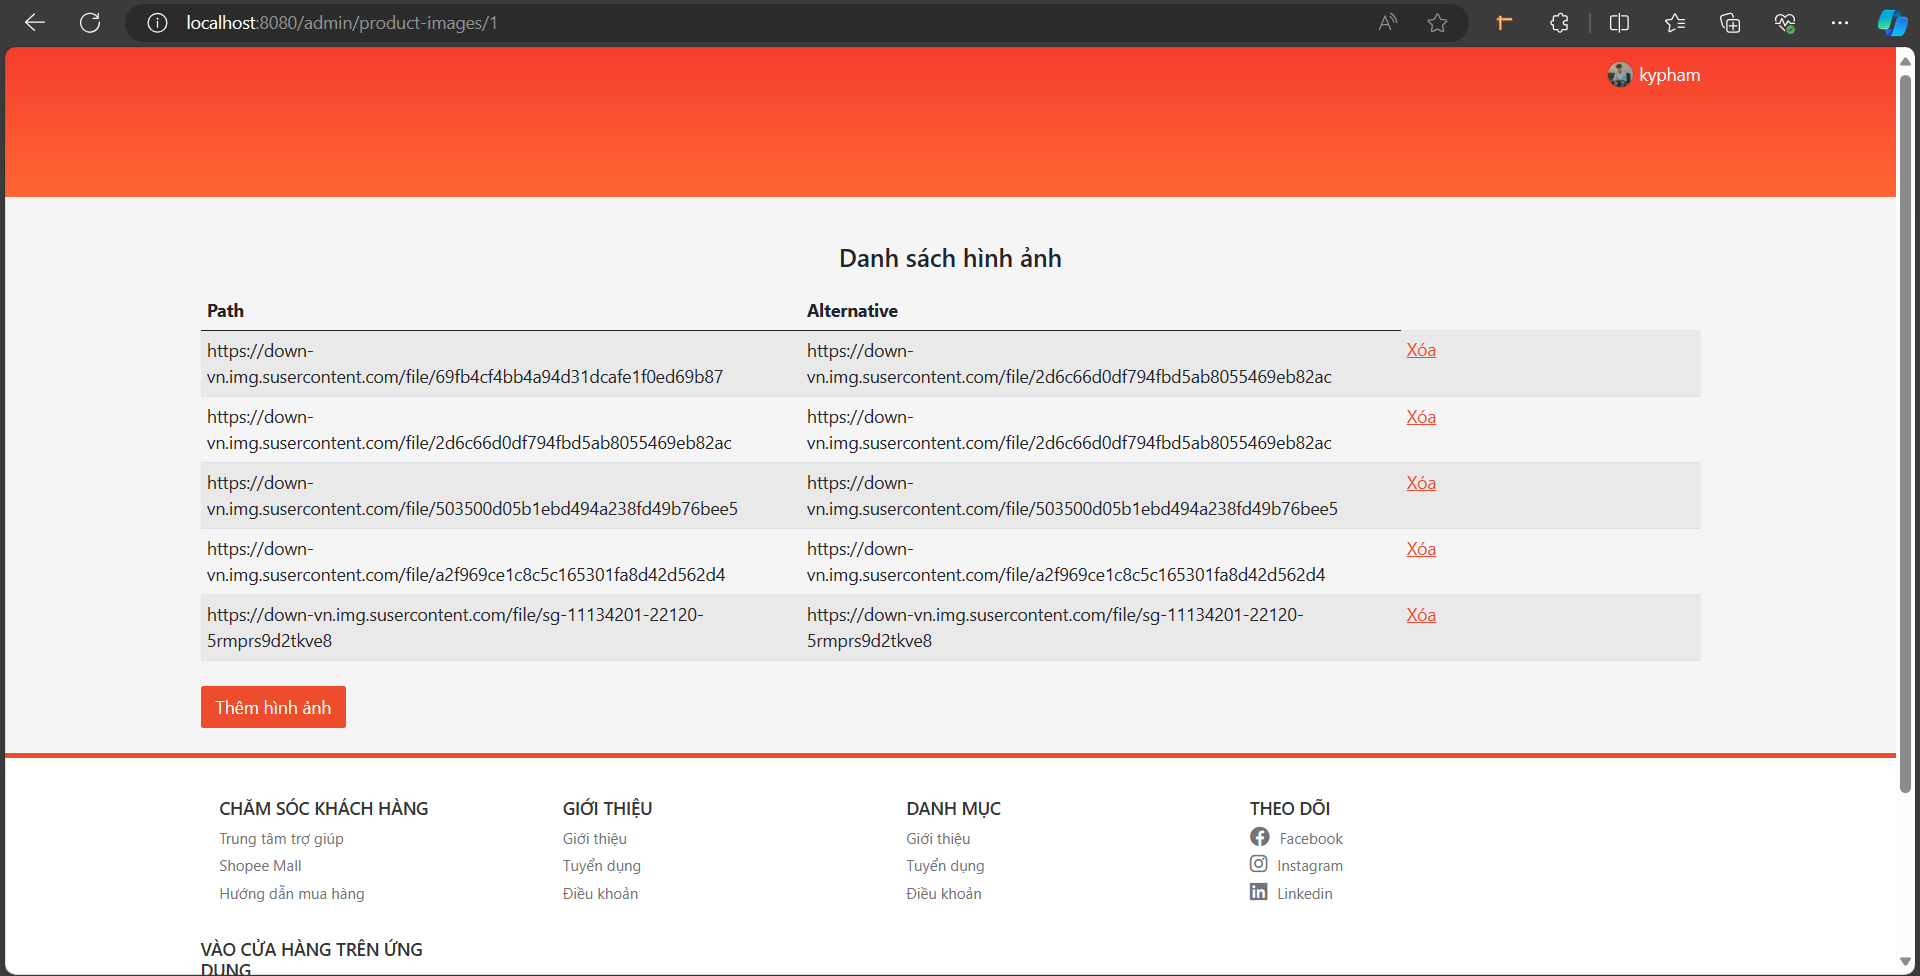 localhost:8080/admin/product-images/1
kypham
Danh sách hình ảnh
Path Alternative
https://down- https://down- Xóa
vn.img.susercontent.com/file/69fb4cf4bb4a94d31dcafe1f0ed69b87 vn.img.susercontent.com/file/2d6c66d0df794fbd5ab8055469eb82ac
https://down- https://down- Xóa
vn.img.susercontent.com/file/2d6c66d0df794fbd5ab8055469eb82ac vn.img.susercontent.com/file/2d6c66d0df794fbd5ab8055469eb82ac
https://down- https://down- Xóa
vn.img.susercontent.com/file/503500d05b1ebd494a238fd49b76bee5 vn.img.susercontent.com/file/503500d05b1ebd494a238fd49b76bee5
https://down- https://down- Xóa
vn.img.susercontent.com/file/a2f969ce1c8c5c165301fa8d42d562d4 vn.img.susercontent.com/file/a2f969ce1c8c5c165301fa8d42d562d4
https://down-vn.img.susercontent.com/file/sg-11134201-22120- https://down-vn.img.susercontent.com/file/sg-11134201-22120- Xóa
5rmprs9d2tkve8 5rmprs9d2tkve8
Thêm hình ảnh
CHĂM SÓC KHÁCH HÀNG GIỚI THIỆU DANH MỤC THEO DÕI
Trung tâm trợ giúp Giới thiệu Giới thiệu Facebook
Shopee Mall Tuyển dụng Tuyển dụng Instagram
Hướng dẫn mua hàng Điều khoản Điều khoản Linkedin
VÀO CỬA HÀNG TRÊN ỨNG
DỤNG